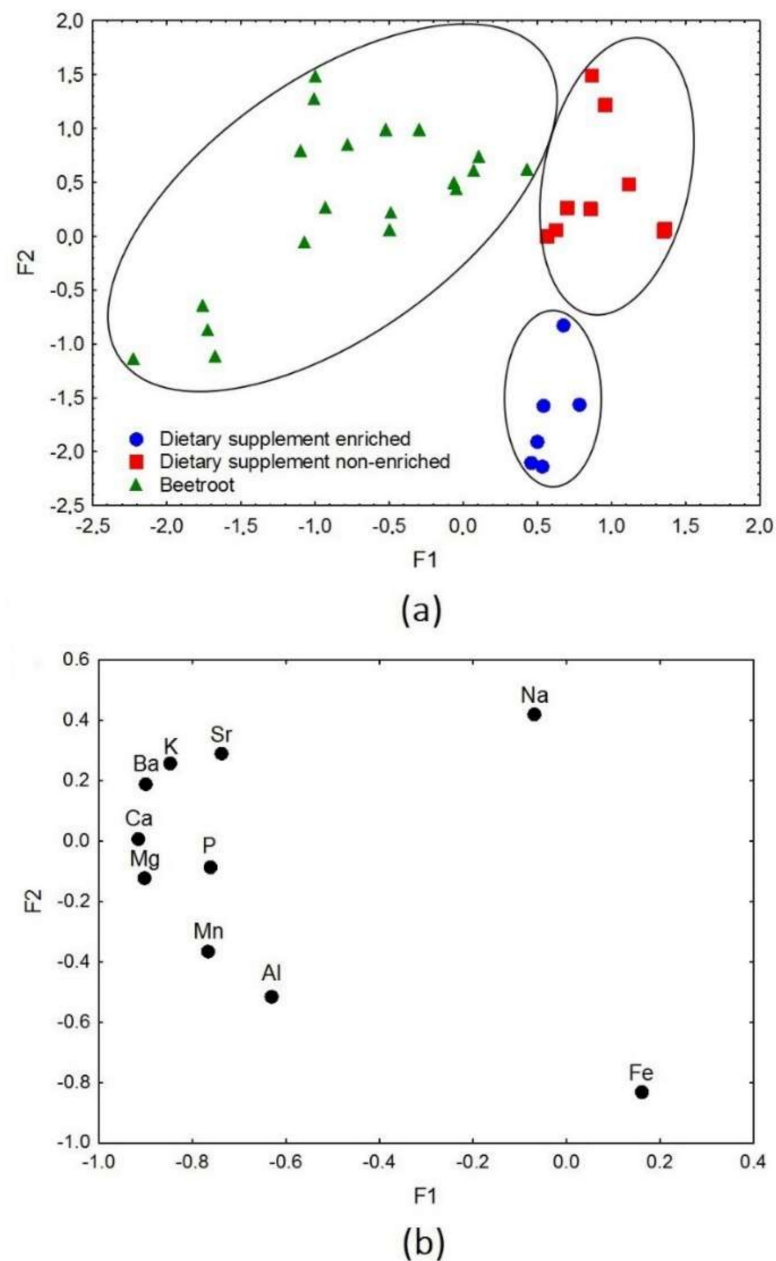 (a)
2.0
1.5
1.0
0.5
0.0
-0.5
-1.0
-1.5
-2.0
-2.5
F2
Dietary supplement enriched
Dietary supplement non-enriched
Beetroot
-2.5 -2.0 -1.5 -1.0 -0.5 0.0 0.5 1.0 1.5 2.0
F1
(a)
0.6
0.4
0.2
0.0
-0.2
-0.4
-0.6
-0.8
-1.0
F2
Na
Sr
K
Ba
Ca
P
Mg
Mn
Al
Fe
-1.0 -0.8 -0.6 -0.4 -0.2 0.0 0.2 0.4
F1
(b)